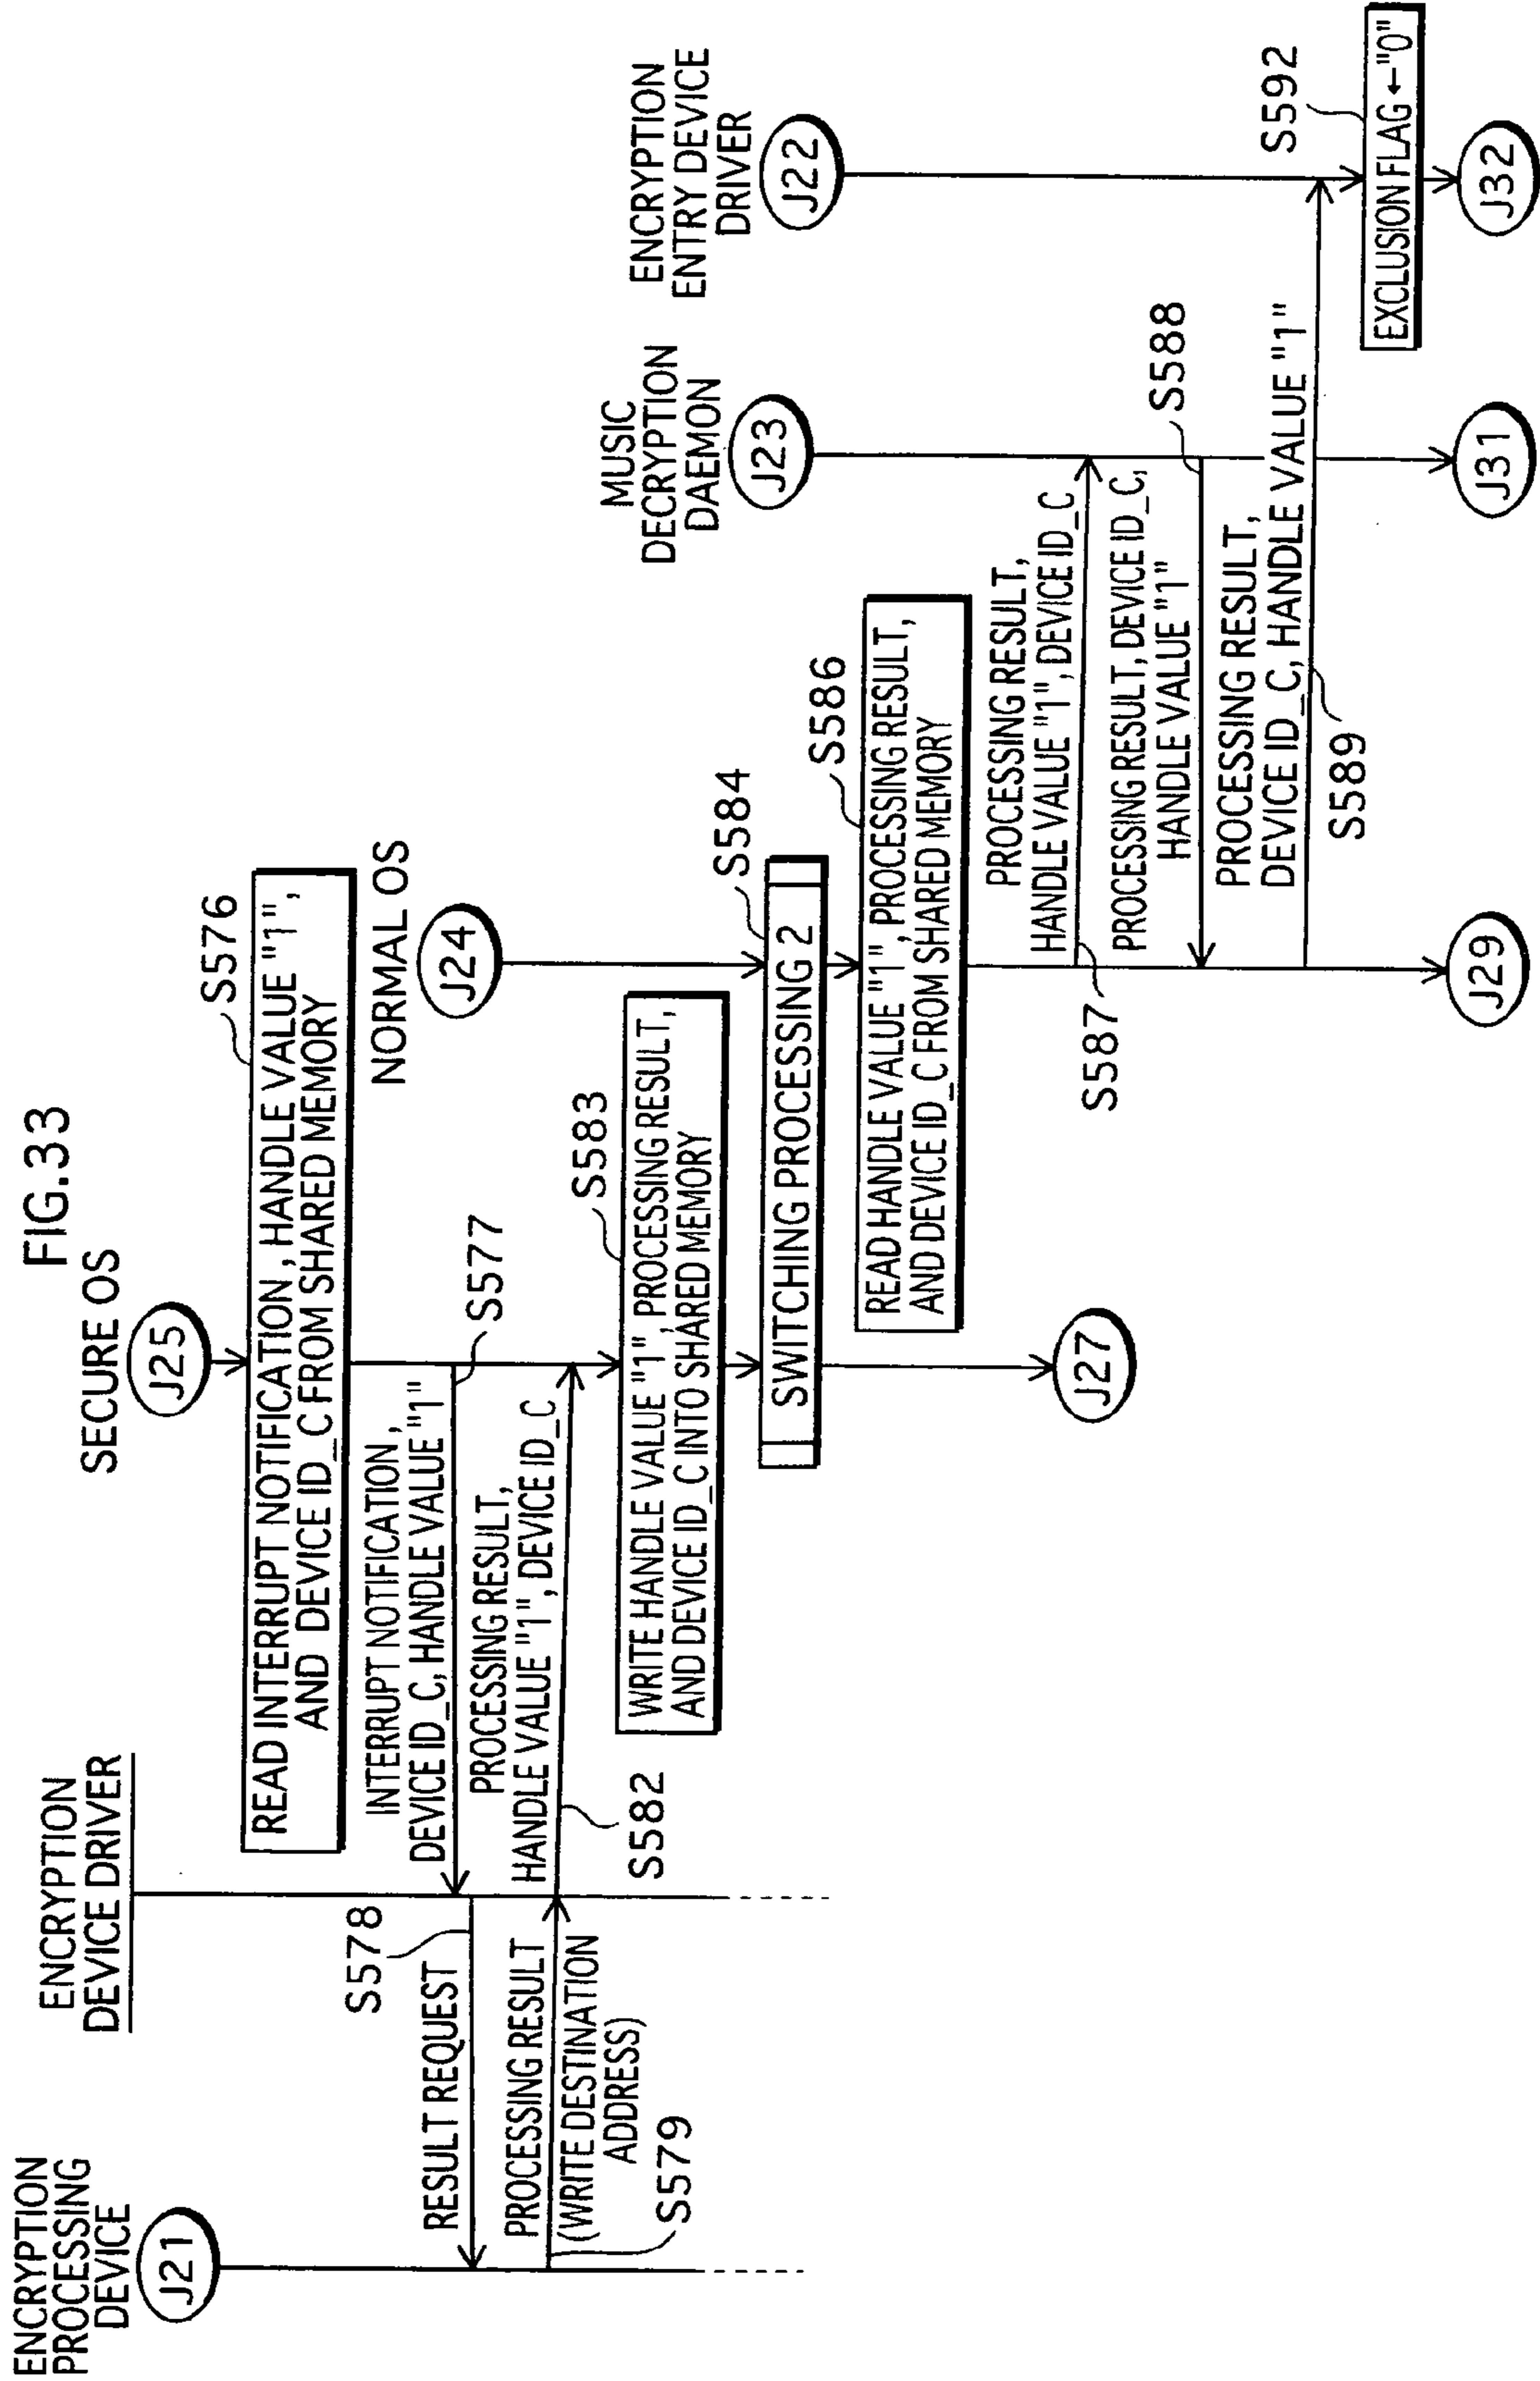 FIG.33
ENCRYPTION
PROCESSING
DEVICE
J21
ENCRYPTION
DEVICE DRIVER
SECURE OS
J25
S576
READ INTERRUPT NOTIFICATION, HANDLE VALUE "1",
AND DEVICE ID_C FROM SHARED MEMORY
NORMAL OS
J24
INTERRUPT NOTIFICATION,
DEVICE ID_C, HANDLE VALUE "1"
S577
S578
RESULT REQUEST
PROCESSING RESULT
(WRITE DESTINATION
ADDRESS)
S579
PROCESSING RESULT,
HANDLE VALUE "1", DEVICE ID_C
S582
S583
WRITE HANDLE VALUE "1", PROCESSING RESULT,
AND DEVICE ID_C INTO SHARED MEMORY
S584
SWITCHING PROCESSING 2
J27
S586
READ HANDLE VALUE "1", PROCESSING RESULT,
AND DEVICE ID_C FROM SHARED MEMORY
MUSIC
DECRYPTION
DAEMON
J23
ENCRYPTION
ENTRY DEVICE
DRIVER
J22
PROCESSING RESULT,
HANDLE VALUE "1", DEVICE ID_C
S587
PROCESSING RESULT, DEVICE ID_C,
HANDLE VALUE "1"
S588
PROCESSING RESULT,
DEVICE ID_C, HANDLE VALUE "1"
S589
S592
EXCLUSION FLAG ←"0"
J29
J31
J32